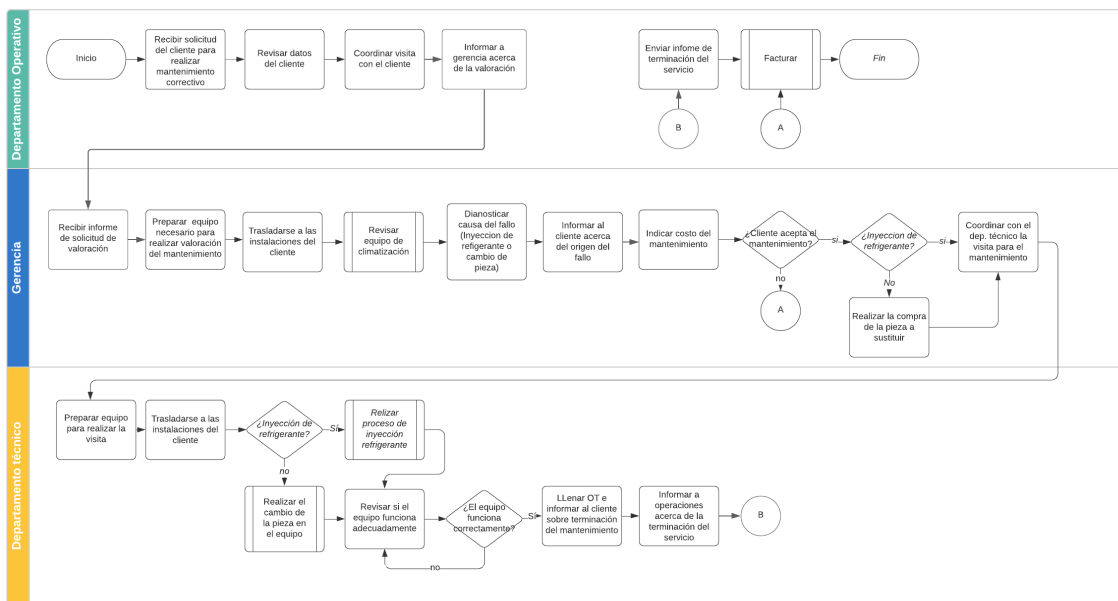 Departamento Operativo
Inicio
Recibir solicitud
del cliente para
realizar
mantenimiento
correctivo
Revisar datos
del cliente
Coordinar visita
con el cliente
Informar a
gerencia acerca
de la valoración
Enviar infome de
terminación del
servicio
Facturar
Fin
B
A
Gerencia
Recibir informe
de solicitud de
valoración
Preparar equipo
necesario para
realizar valoración
del mantenimiento
Trasladarse a las
instalaciones del
cliente
Revisar
equipo de
climatización
Dianosticar
causa del fallo
(Inyeccion de
refigerante o
cambio de
pieza)
Informar al
cliente acerca
del origen del
fallo
Indicar costo del
mantenimiento
¿Cliente acepta el
mantenimiento?
si
¿Inyeccion de
refrigerante?
si
Coordinar con el
dep. técnico la
visita para el
mantenimiento
no
A
No
Realizar la compra
de la pieza a
sustituir
Departamento técnico
Preparar equipo
para realizar la
visita
Trasladarse a las
instalaciones del
cliente
¿Inyección de
refrigerante?
Sí
Relizar
proceso de
inyección
refrigerante
no
Realizar el
cambio de
la pieza en
el equipo
Revisar si el
equipo funciona
adecuadamente
¿El equipo
funciona
correctamente?
Sí
LLenar OT e
informar al cliente
sobre terminación
del mantenimiento
Informar a
operaciones
acerca de la
terminación del
servicio
B
no